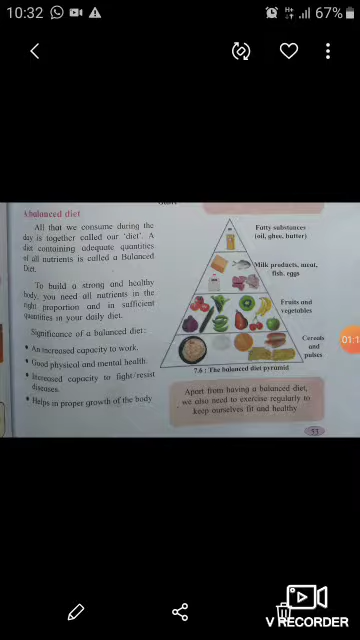 10:32
67%
A balanced diet
All that we consume during the
day is together called our 'diet'. A
diet containing adequate quantities
of all nutrients is called a Balanced
Diet.
To build a strong and healthy
body, you need all nutrients in the
right proportion and in sufficient
quantities in your daily diet.
Significance of a balanced diet:
• An increased capacity to work.
• Good physical and mental health.
• Increased capacity to fight/resist
diseases.
• Helps in proper growth of the body
Fatty substances
(oil, ghee, butter)
Milk products, meat,
fish, eggs
Fruits and
vegetables
Cereals
and
pulses
7.6 : The balanced diet pyramid
Apart from having a balanced diet,
we also need to exercise regularly to
keep ourselves fit and healthy
53
V RECORDER